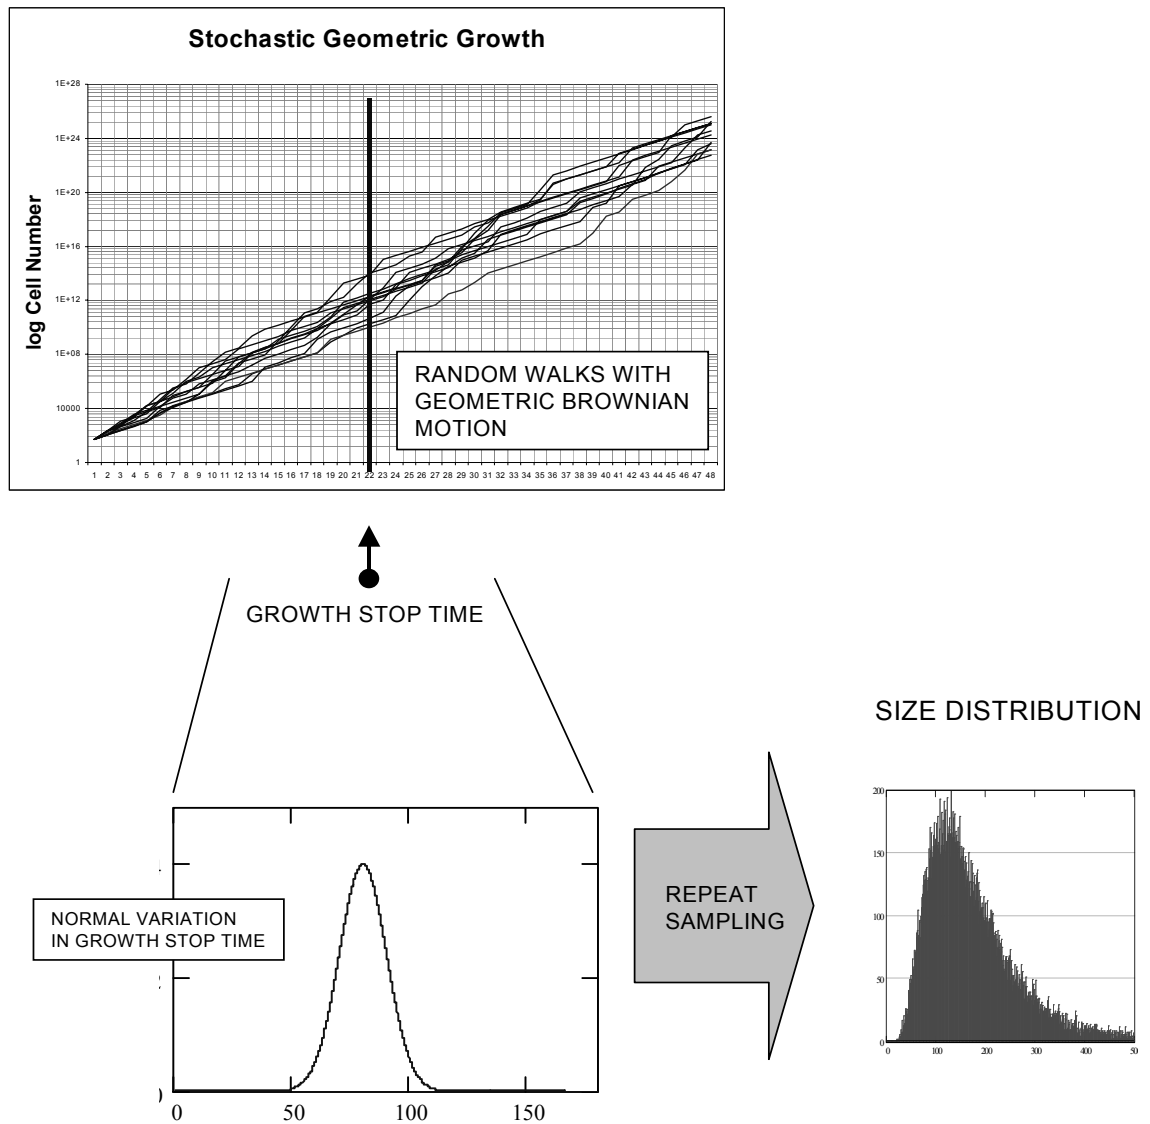 Stochastic Geometric Growth
log Cell Number
1E+28
1E+24
1E+20
1E+16
1E+12
1E+08
10000
1
RANDOM WALKS WITH
GEOMETRIC BROWNIAN
MOTION
1 2 3 4 5 6 7 8 9 10 11 12 13 14 15 16 17 18 19 20 21 22 23 24 25 26 27 28 29 30 31 32 33 34 35 36 37 38 39 40 41 42 43 44 45 46 47 48
GROWTH STOP TIME
NORMAL VARIATION
IN GROWTH STOP TIME
0 50 100 150
REPEAT
SAMPLING
SIZE DISTRIBUTION
200
150
100
50
0
0 100 200 300 400 50